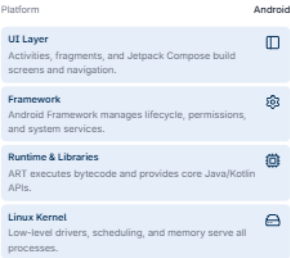 Platform Android
UI Layer
Activities, fragments, and Jetpack Compose build
screens and navigation.
Framework
Android Framework manages lifecycle, permissions,
and system services.
Runtime & Libraries
ART executes bytecode and provides core Java/Kotlin
APIs.
Linux Kernel
Low-level drivers, scheduling, and memory serve all
processes.